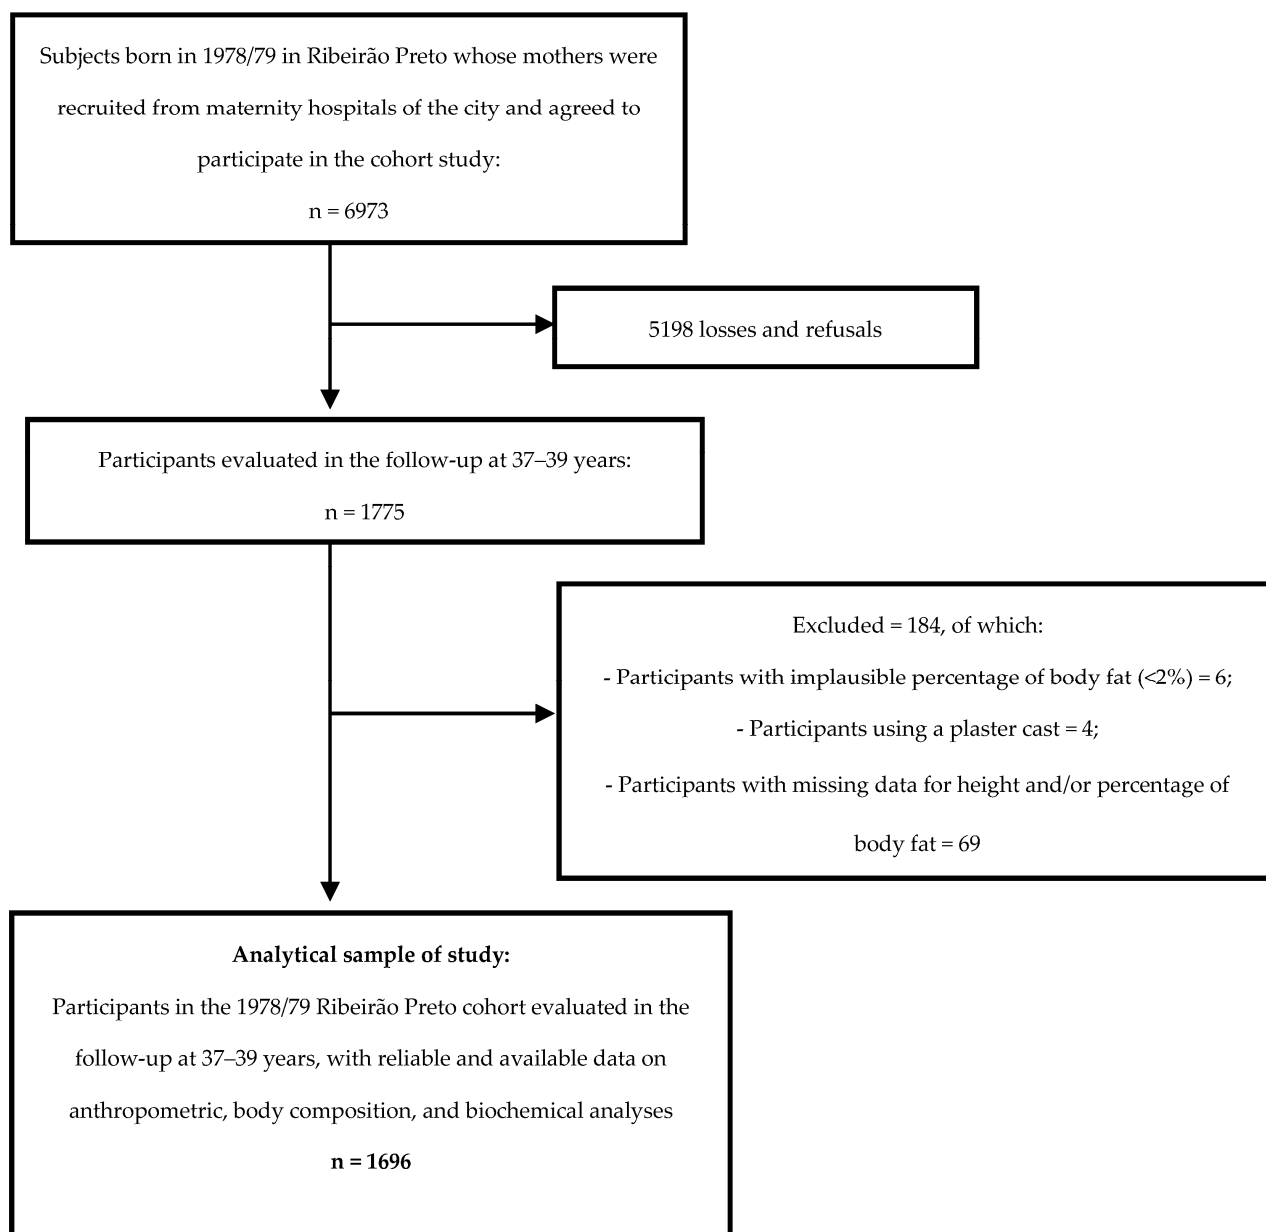 Subjects born in 1978/79 in Ribeirão Preto whose mothers were
recruited from maternity hospitals of the city and agreed to
participate in the cohort study:
n = 6973
5198 losses and refusals
Participants evaluated in the follow-up at 37–39 years:
n = 1775
Excluded = 184, of which:
- Participants with implausible percentage of body fat (<2%) = 6;
- Participants using a plaster cast = 4;
- Participants with missing data for height and/or percentage of
body fat = 69
Analytical sample of study:
Participants in the 1978/79 Ribeirão Preto cohort evaluated in the
follow-up at 37–39 years, with reliable and available data on
anthropometric, body composition, and biochemical analyses
n = 1696